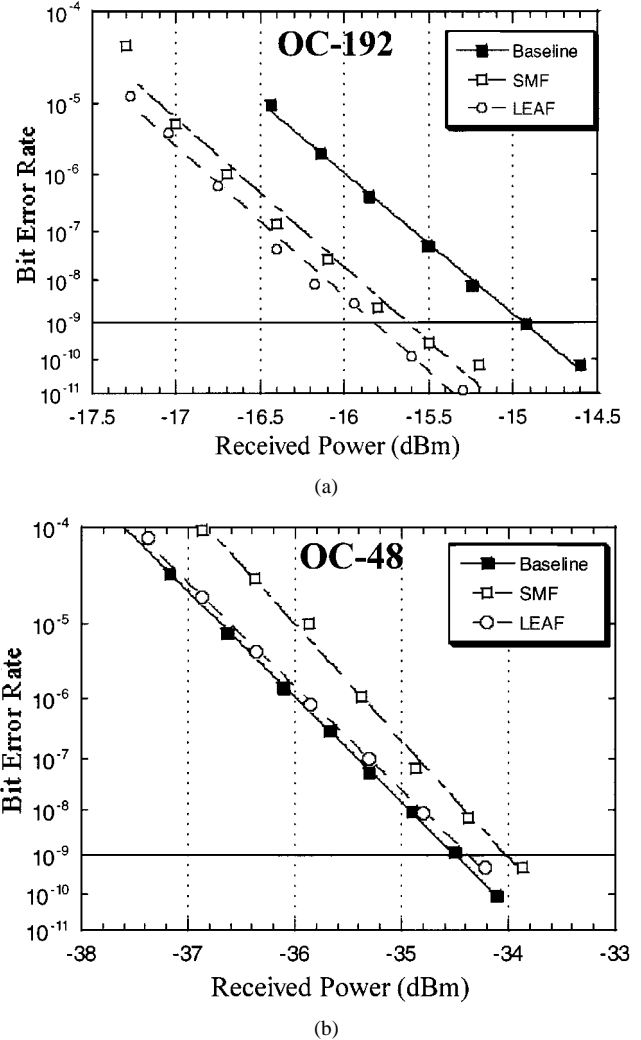 OC-192
Baseline
SMF
LEAF
Bit Error Rate
10⁻⁴
10⁻⁵
10⁻⁶
10⁻⁷
10⁻⁸
10⁻⁹
10⁻¹⁰
10⁻¹¹
-17.5 -17 -16.5 -16 -15.5 -15 -14.5
Received Power (dBm)
(a)
OC-48
Baseline
SMF
LEAF
Bit Error Rate
10⁻⁴
10⁻⁵
10⁻⁶
10⁻⁷
10⁻⁸
10⁻⁹
10⁻¹⁰
10⁻¹¹
-38 -37 -36 -35 -34 -33
Received Power (dBm)
(b)